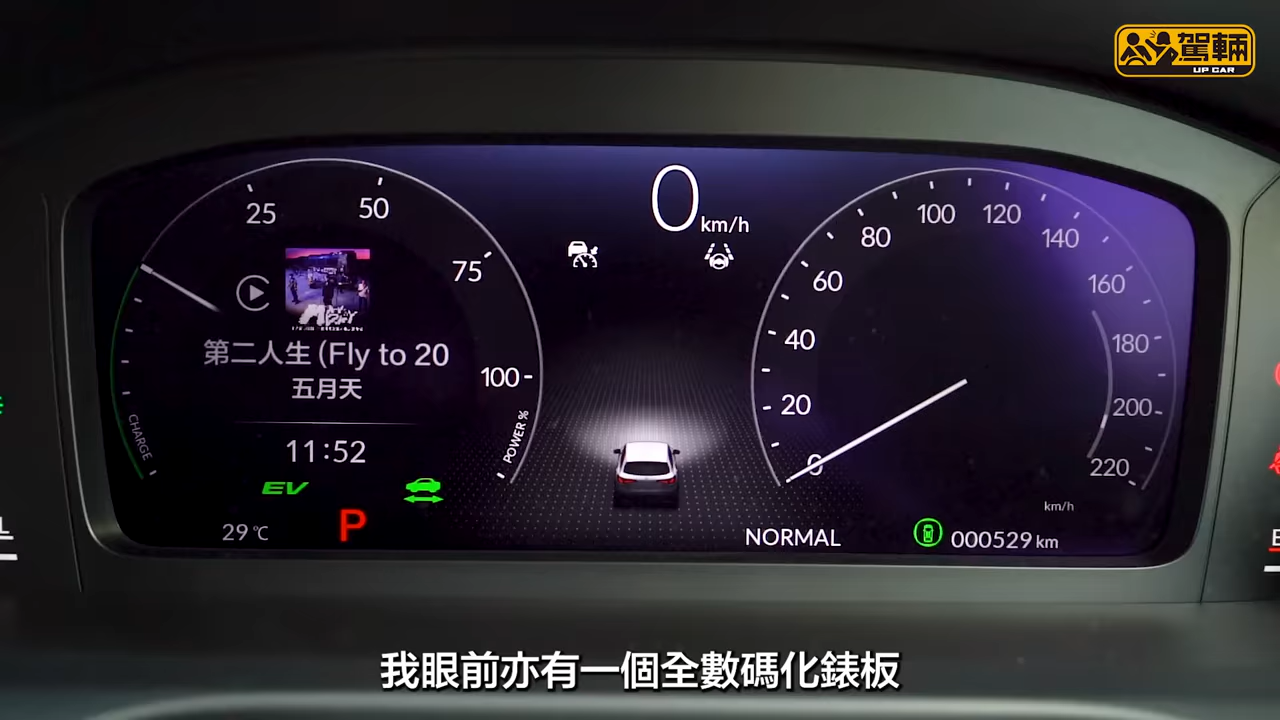 駕輛
UP CAR
0 km/h
25
50
75
100
POWER %
CHARGE
第二人生 (Fly to 20
五月天
11:52
EV
29 °C
P
0
20
40
60
80
100
120
140
160
180
200
220
km/h
NORMAL
000529 km
我眼前亦有一個全數碼化錶板